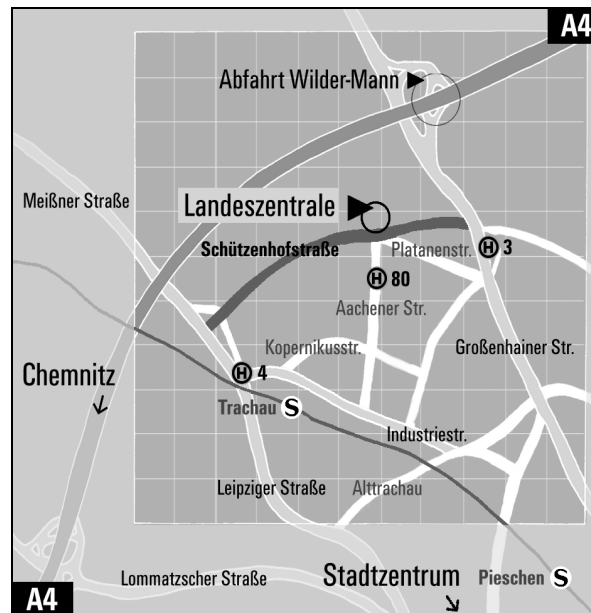 A4
Abfahrt Wilder-Mann
Meißner Straße
Landeszentrale
Schützenhofstraße
Platanenstr.
H 3
H 80
Aachener Str.
Kopernikusstr.
Großenhainer Str.
Chemnitz
H 4
Trachau S
Industriestr.
Leipziger Straße
Alttrachau
Lommatzscher Straße
Stadtzentrum
Pieschen S
A4